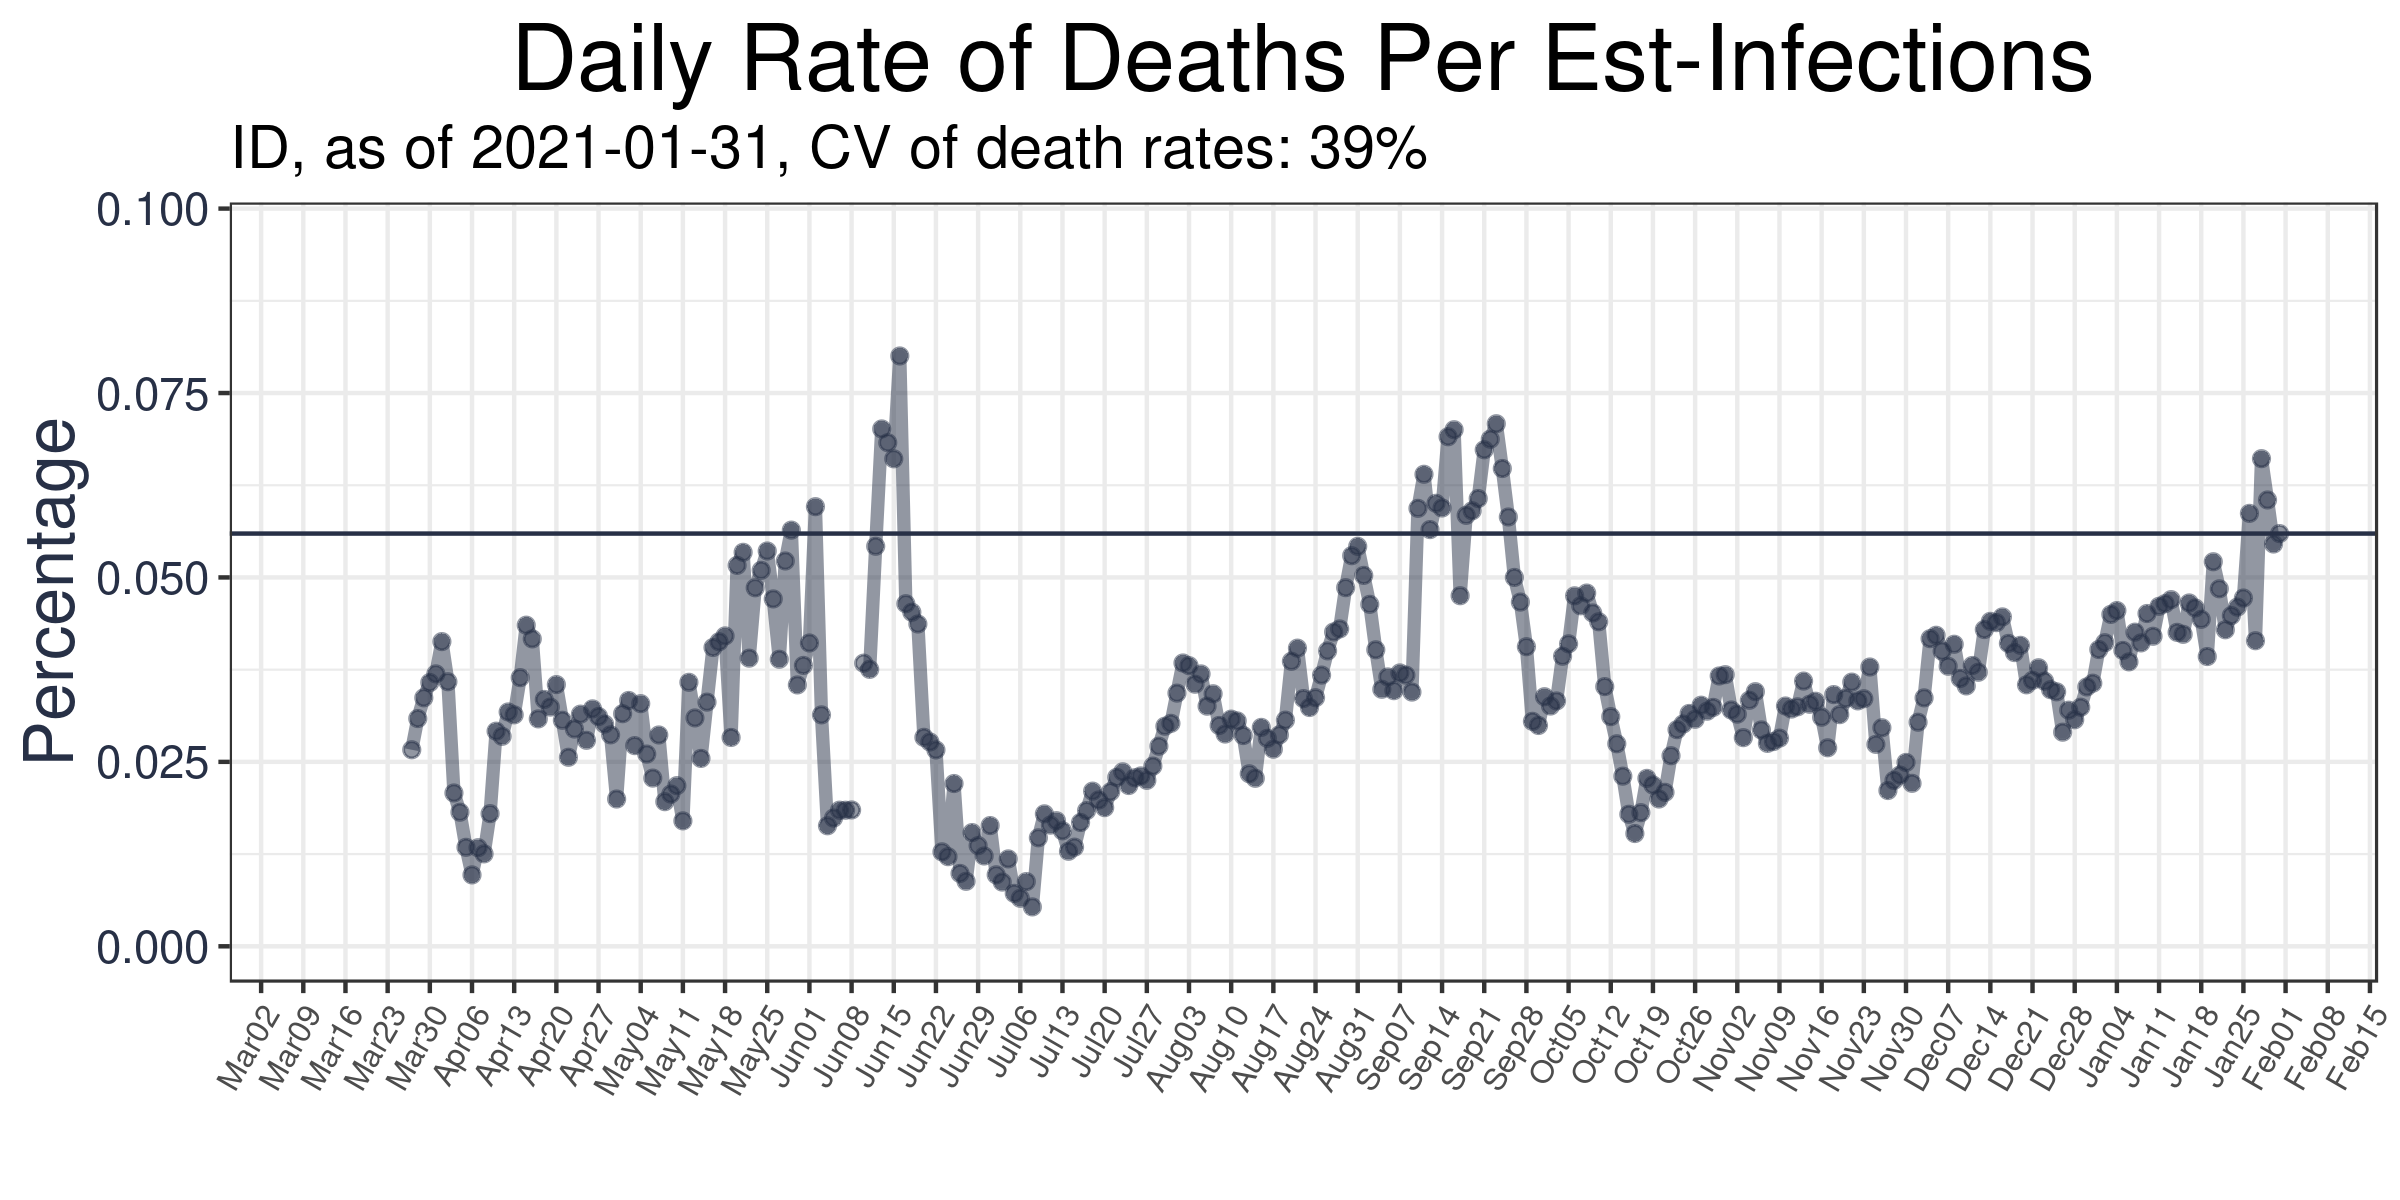 Daily Rate of Deaths Per Est-Infections
ID, as of 2021-01-31, CV of death rates: 39%
Percentage
0.100
0.075
0.050
0.025
0.000
Mar02
Mar09
Mar16
Mar23
Mar30
Apr06
Apr13
Apr20
Apr27
May04
May11
May18
May25
Jun01
Jun08
Jun15
Jun22
Jun29
Jul06
Jul13
Jul20
Jul27
Aug03
Aug10
Aug17
Aug24
Aug31
Sep07
Sep14
Sep21
Sep28
Oct05
Oct12
Oct19
Oct26
Nov02
Nov09
Nov16
Nov23
Nov30
Dec07
Dec14
Dec21
Dec28
Jan04
Jan11
Jan18
Jan25
Feb01
Feb08
Feb15